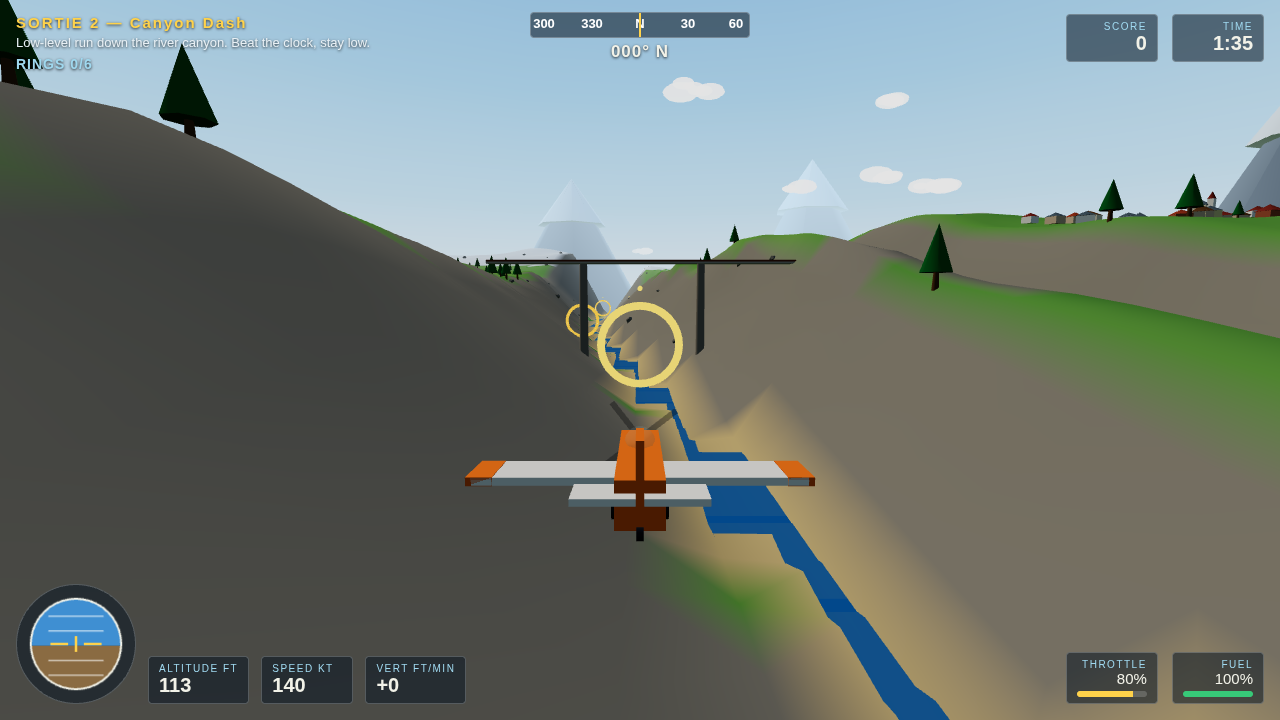 SORTIE 2 — Canyon Dash
Low-level run down the river canyon. Beat the clock, stay low.
RINGS 0/6
300 330 N 30 60
000° N
SCORE
0
TIME
1:35
ALTITUDE FT
113
SPEED KT
140
VERT FT/MIN
+0
THROTTLE
80%
FUEL
100%